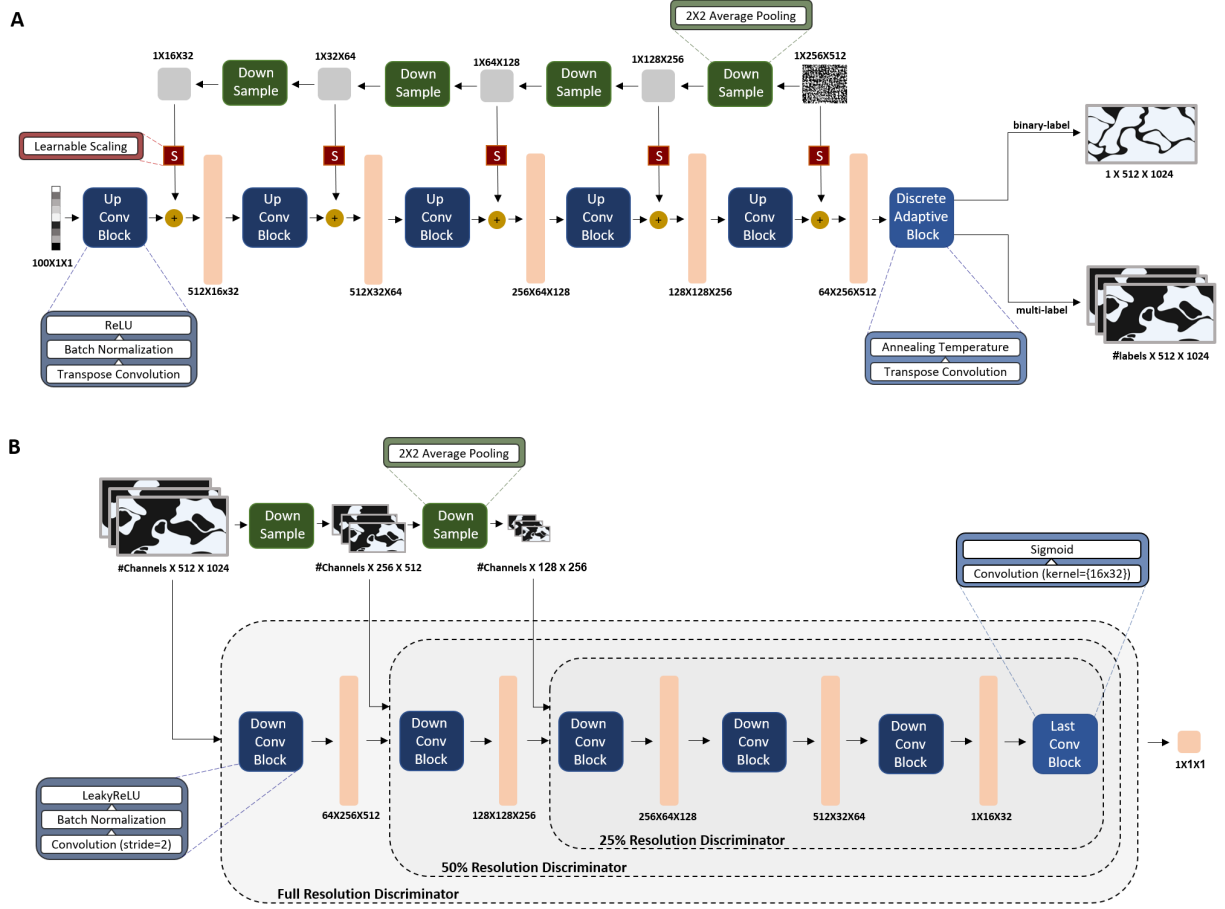 A
2X2 Average Pooling
1X16X32
1X32X64
1X64X128
1X128X256
1X256X512
Down
Sample
Down
Sample
Down
Sample
Down
Sample
Learnable Scaling
S
S
S
S
S
binary-label
1 X 512 X 1024
Up
Conv
Block
+
Up
Conv
Block
+
Up
Conv
Block
+
Up
Conv
Block
+
Up
Conv
Block
+
Discrete
Adaptive
Block
100X1X1
512X16x32
512X32X64
256X64X128
128X128X256
64X256X512
multi-label
#labels X 512 X 1024
ReLU
Batch Normalization
Transpose Convolution
Annealing Temperature
Transpose Convolution
B
2X2 Average Pooling
Down
Sample
Down
Sample
#Channels X 512 X 1024
#Channels X 256 X 512
#Channels X 128 X 256
Sigmoid
Convolution (kernel={16x32})
Down
Conv
Block
Down
Conv
Block
Down
Conv
Block
Down
Conv
Block
Down
Conv
Block
Last
Conv
Block
1X1X1
LeakyReLU
Batch Normalization
Convolution (stride=2)
64X256X512
128X128X256
256X64X128
512X32X64
1X16X32
25% Resolution Discriminator
50% Resolution Discriminator
Full Resolution Discriminator